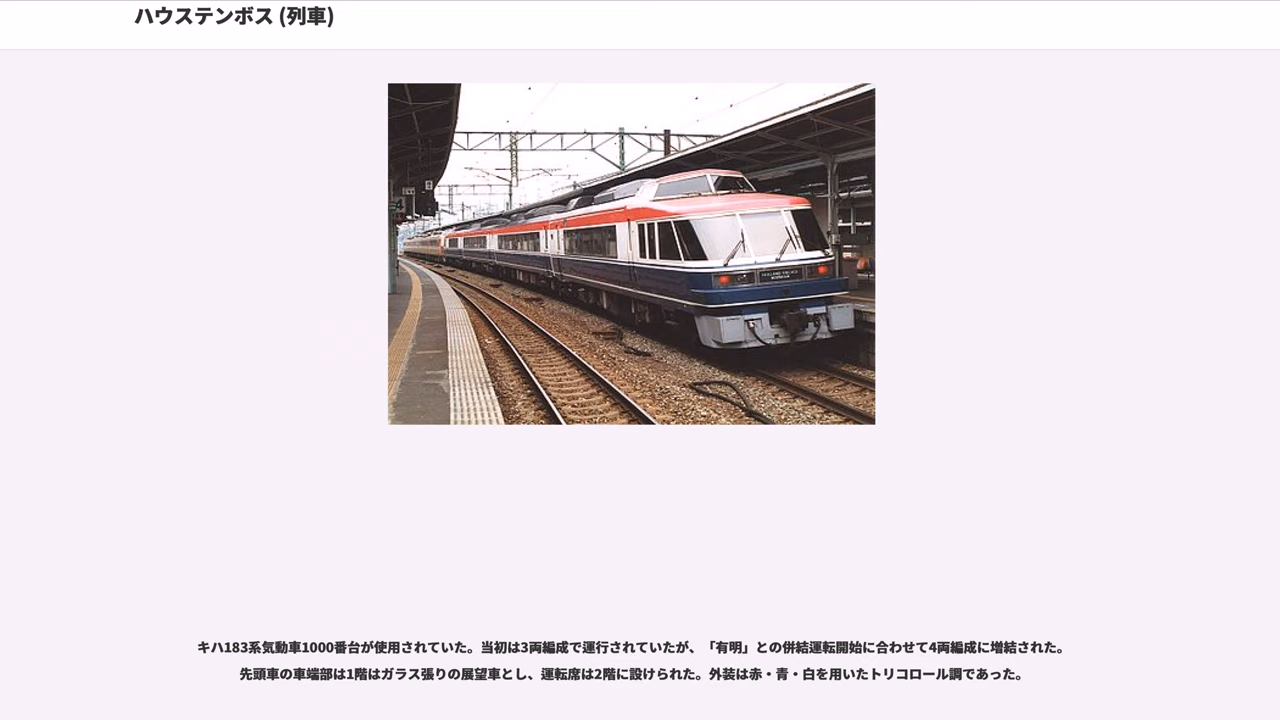 ハウステンボス (列車)
キハ183系気動車1000番台が使用されていた。当初は3両編成で運行されていたが、「有明」との併結運転開始に合わせて4両編成に増結された。
先頭車の車端部は1階はガラス張りの展望車とし、運転席は2階に設けられた。外装は赤・青・白を用いたトリコロール調であった。